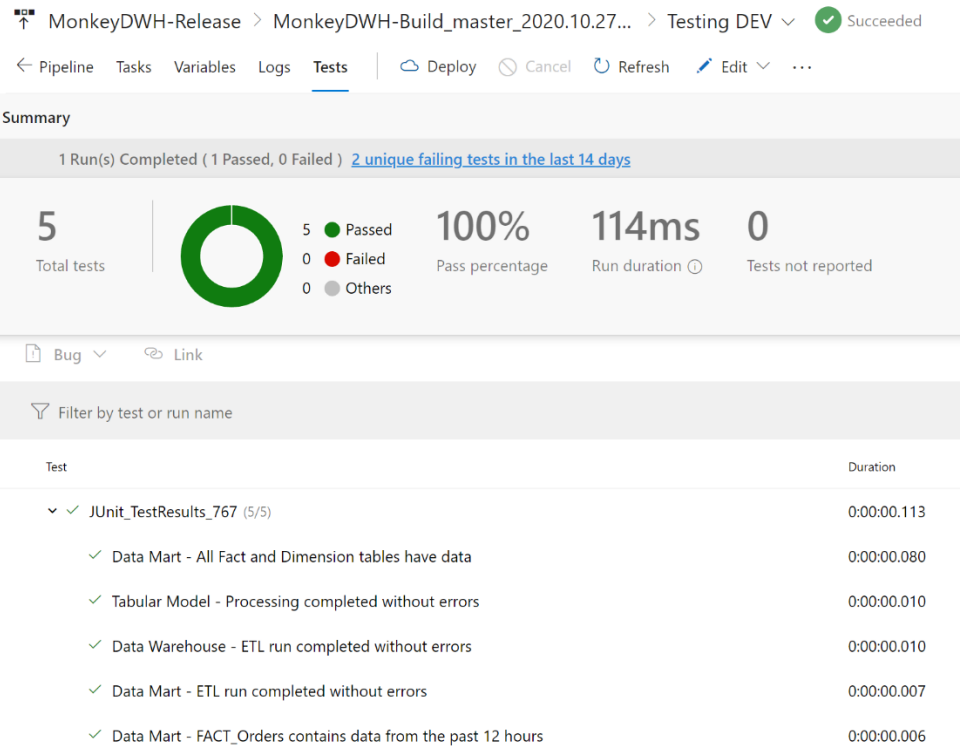 MonkeyDWH-Release > MonkeyDWH-Build_master_2020.10.27... > Testing DEV Succeeded
Pipeline Tasks Variables Logs Tests Deploy Cancel Refresh Edit ...
Summary
1 Run(s) Completed ( 1 Passed, 0 Failed ) 2 unique failing tests in the last 14 days
5
Total tests
5 Passed
0 Failed
0 Others
100%
Pass percentage
114ms
Run duration
0
Tests not reported
Bug Link
Filter by test or run name
Test Duration
JUnit_TestResults_767 (5/5) 0:00:00.113
Data Mart - All Fact and Dimension tables have data 0:00:00.080
Tabular Model - Processing completed without errors 0:00:00.010
Data Warehouse - ETL run completed without errors 0:00:00.010
Data Mart - ETL run completed without errors 0:00:00.007
Data Mart - FACT_Orders contains data from the past 12 hours 0:00:00.006